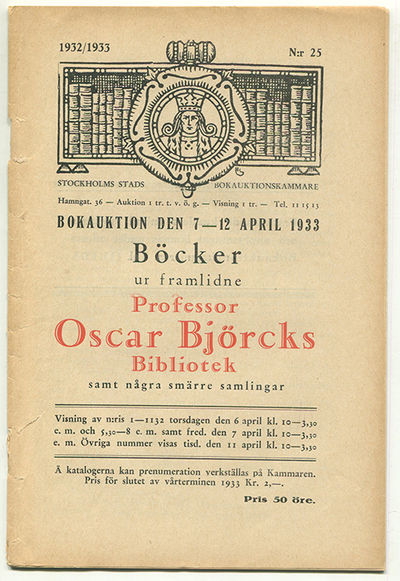 1932/1933 N:r 25
STOCKHOLMS STADS BOKAUKTIONSKAMMARE
Hamngat. 36 — Auktion 1 tr. t. v. ö. g. — Visning 1 tr. — Tel. 11 15 13
BOKAUKTION DEN 7—12 APRIL 1933
Böcker
ur framlidne
Professor
Oscar Björcks
Bibliotek
samt några smärre samlingar
Visning av n:ris 1—1132 torsdagen den 6 april kl. 10—3,30
e. m. och 5,30—8 e. m. samt fred. den 7 april kl. 10—3,30
e. m. Övriga nummer visas tisd. den 11 april kl. 10—3,30
Å katalogerna kan prenumeration verkställas på Kammaren.
Pris för slutet av vårterminen 1933 Kr. 2,—.
Pris 50 öre.